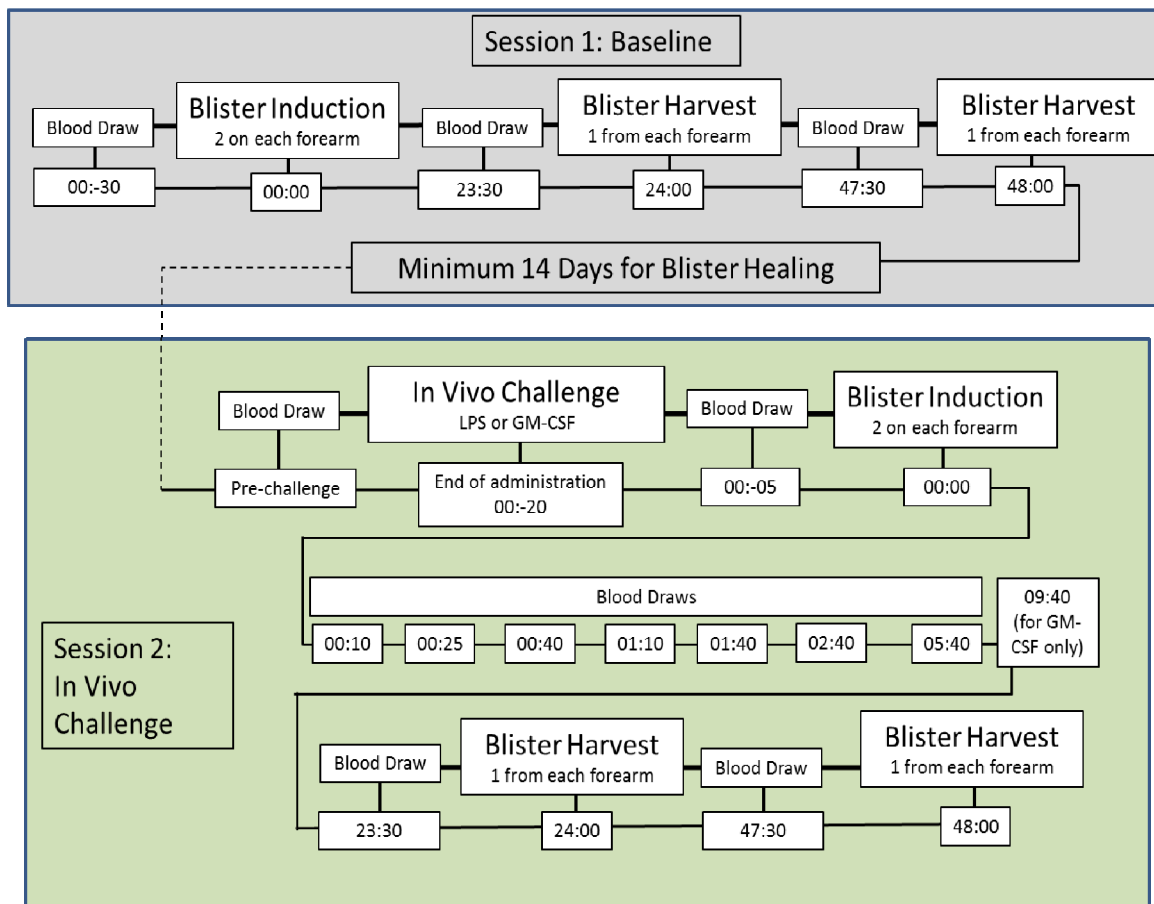 Session 1: Baseline
Blood Draw
Blister Induction
2 on each forearm
Blood Draw
Blister Harvest
1 from each forearm
Blood Draw
Blister Harvest
1 from each forearm
00:-30
00:00
23:30
24:00
47:30
48:00
Minimum 14 Days for Blister Healing
Blood Draw
In Vivo Challenge
LPS or GM-CSF
Blood Draw
Blister Induction
2 on each forearm
Pre-challenge
End of administration
00:-20
00:-05
00:00
Blood Draws
00:10
00:25
00:40
01:10
01:40
02:40
05:40
09:40
(for GM-
CSF only)
Session 2:
In Vivo
Challenge
Blood Draw
Blister Harvest
1 from each forearm
Blood Draw
Blister Harvest
1 from each forearm
23:30
24:00
47:30
48:00